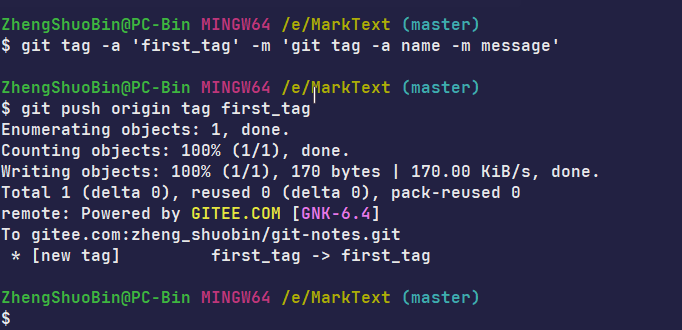 ZhengShuoBin@PC-Bin MINGW64 /e/MarkText (master)
$ git tag -a 'first_tag' -m 'git tag -a name -m message'
ZhengShuoBin@PC-Bin MINGW64 /e/MarkText (master)
$ git push origin tag first_tag
Enumerating objects: 1, done.
Counting objects: 100% (1/1), done.
Writing objects: 100% (1/1), 170 bytes | 170.00 KiB/s, done.
Total 1 (delta 0), reused 0 (delta 0), pack-reused 0
remote: Powered by GITEE.COM [GNK-6.4]
To gitee.com:zheng_shuobin/git-notes.git
 * [new tag]         first_tag -> first_tag
ZhengShuoBin@PC-Bin MINGW64 /e/MarkText (master)
$